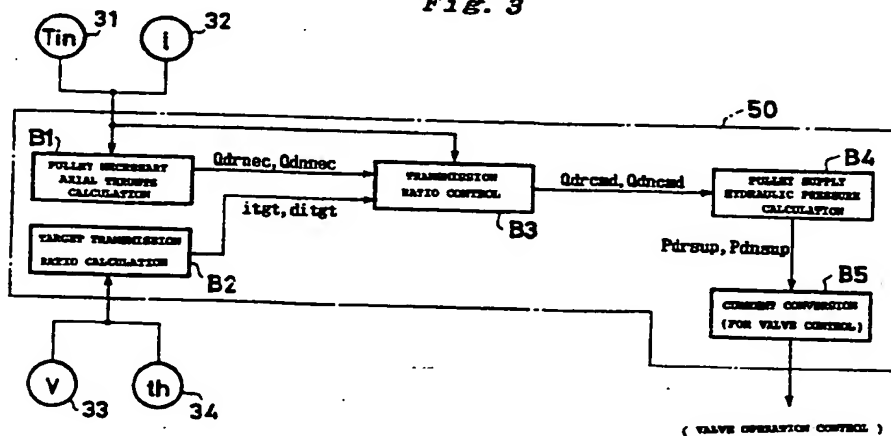 Fig. 3
31
32
Tin
i
50
B1
PULLEY NECESSARY
AXIAL THRUSTS
CALCULATION
Qdrnec, Qdnnec
TRANSMISSION
RATIO CONTROL
B3
Qdrcmd, Qdncmd
B4
PULLEY SUPPLY
HYDRAULIC PRESSURE
CALCULATION
itgt, ditgt
TARGET TRANSMISSION
RATIO CALCULATION
B2
Pdrsup, Pdnsup
B5
CURRENT CONVERSION
(FOR VALVE CONTROL)
V
33
th
34
( VALVE OPERATION CONTROL )